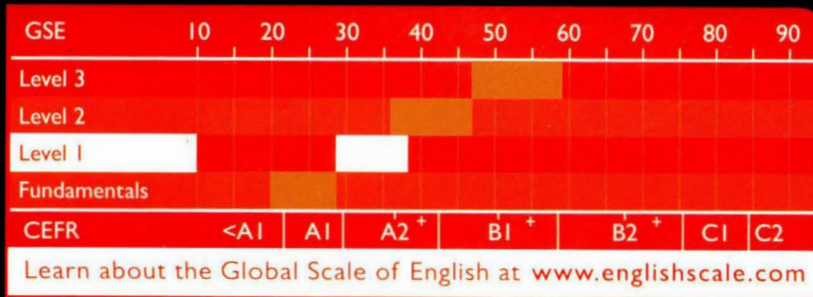 GSE 10 20 30 40 50 60 70 80 90
Level 3
Level 2
Level 1
Fundamentals
CEFR <A1 A1 A2 + B1 + B2 + C1 C2
Learn about the Global Scale of English at www.englishscale.com